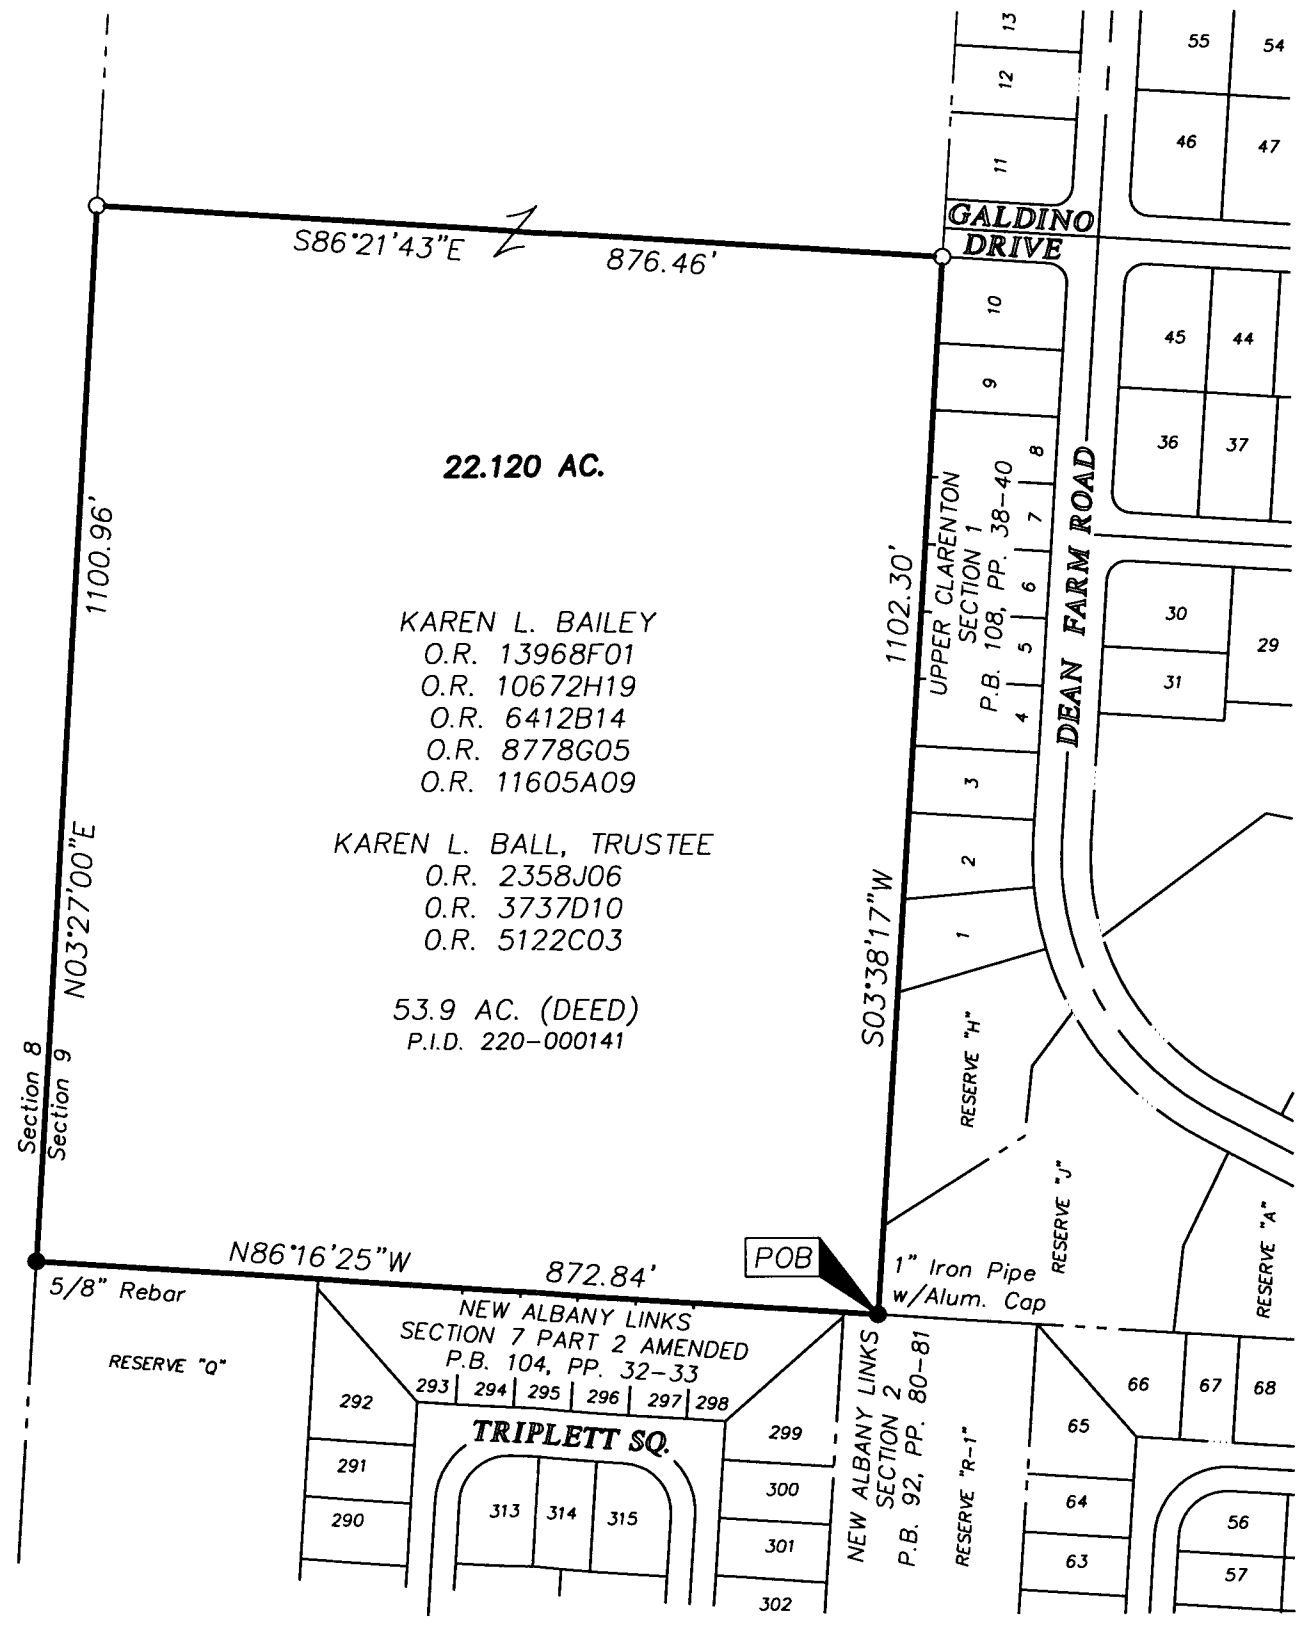 13
12
11
55
54
46
47
GALDINO
DRIVE
S86°21'43"E
876.46'
10
9
8
7
6
5
4
3
2
1
45
44
36
37
30
31
29
22.120 AC.
1100.96'
N03°27'00"E
1102.30'
S03°38'17"W
UPPER CLARENTON
SECTION 1
P.B. 108, PP. 38-40
DEAN FARM ROAD
KAREN L. BAILEY
O.R. 13968F01
O.R. 10672H19
O.R. 6412B14
O.R. 8778G05
O.R. 11605A09
KAREN L. BALL, TRUSTEE
O.R. 2358J06
O.R. 3737D10
O.R. 5122C03
53.9 AC. (DEED)
P.I.D. 220-000141
Section 8
Section 9
RESERVE "H"
RESERVE "J"
RESERVE "A"
N86°16'25"W
872.84'
POB
1" Iron Pipe
w/Alum. Cap
5/8" Rebar
RESERVE "Q"
NEW ALBANY LINKS
SECTION 7 PART 2 AMENDED
P.B. 104, PP. 32-33
293
294
295
296
297
298
TRIPLETT SQ.
292
291
290
313
314
315
299
300
301
302
NEW ALBANY LINKS
SECTION 2
P.B. 92, PP. 80-81
RESERVE "R-1"
66
67
68
65
64
63
56
57